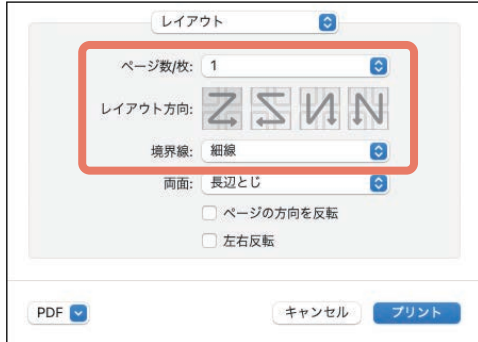 レイアウト
ページ数/枚: 1
レイアウト方向:
境界線: 細線
両面: 長辺とじ
ページの方向を反転
左右反転
PDF キャンセル プリント